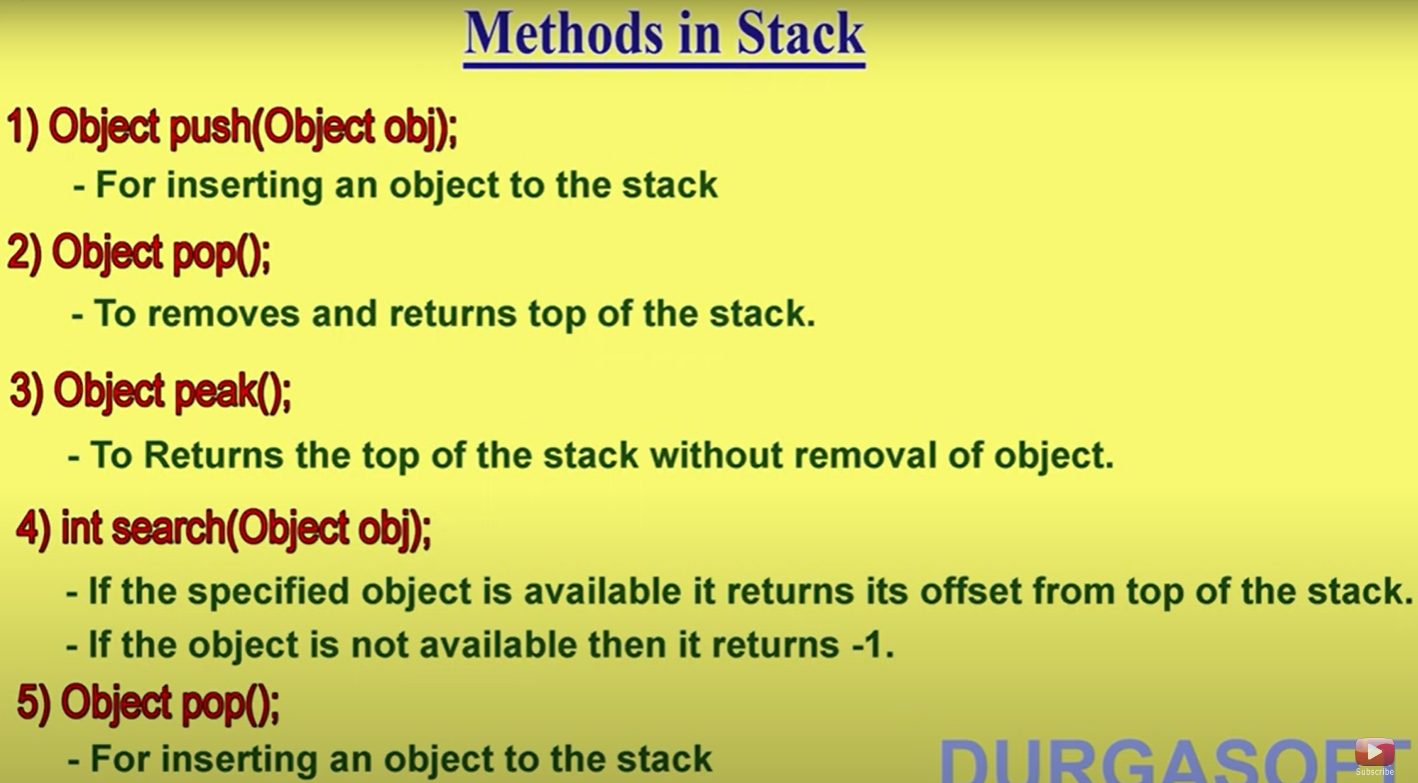 Methods in Stack
1) Object push(Object obj);
- For inserting an object to the stack
2) Object pop();
- To removes and returns top of the stack.
3) Object peak();
- To Returns the top of the stack without removal of object.
4) int search(Object obj);
- If the specified object is available it returns its offset from top of the stack.
- If the object is not available then it returns -1.
5) Object pop();
- For inserting an object to the stack
DURGASOFT
Subscribe